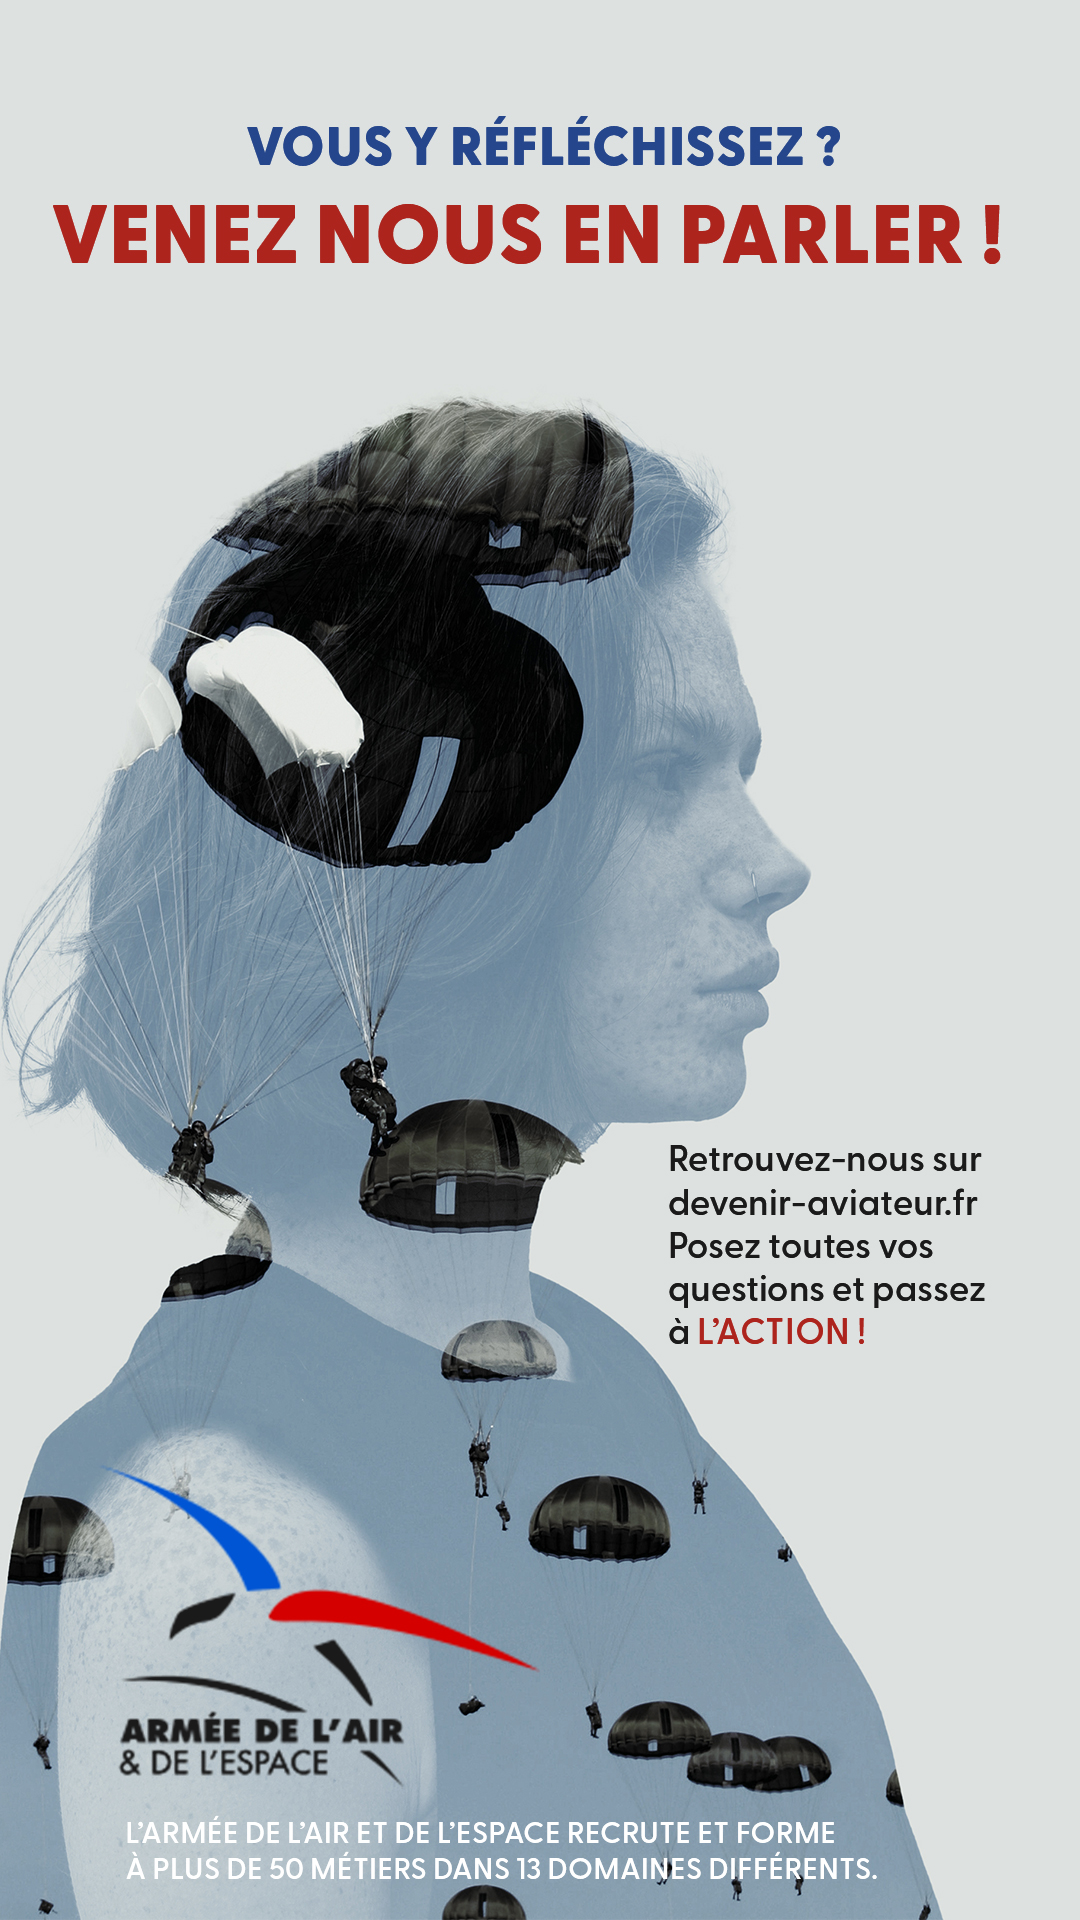 VOUS Y RÉFLÉCHISSEZ ?
VENEZ NOUS EN PARLER !
Retrouvez-nous sur
devenir-aviateur.fr
Posez toutes vos
questions et passez
à L'ACTION !
ARMÉE DE L'AIR
& DE L'ESPACE
L'ARMÉE DE L'AIR ET DE L'ESPACE RECRUTE ET FORME
À PLUS DE 50 MÉTIERS DANS 13 DOMAINES DIFFÉRENTS.